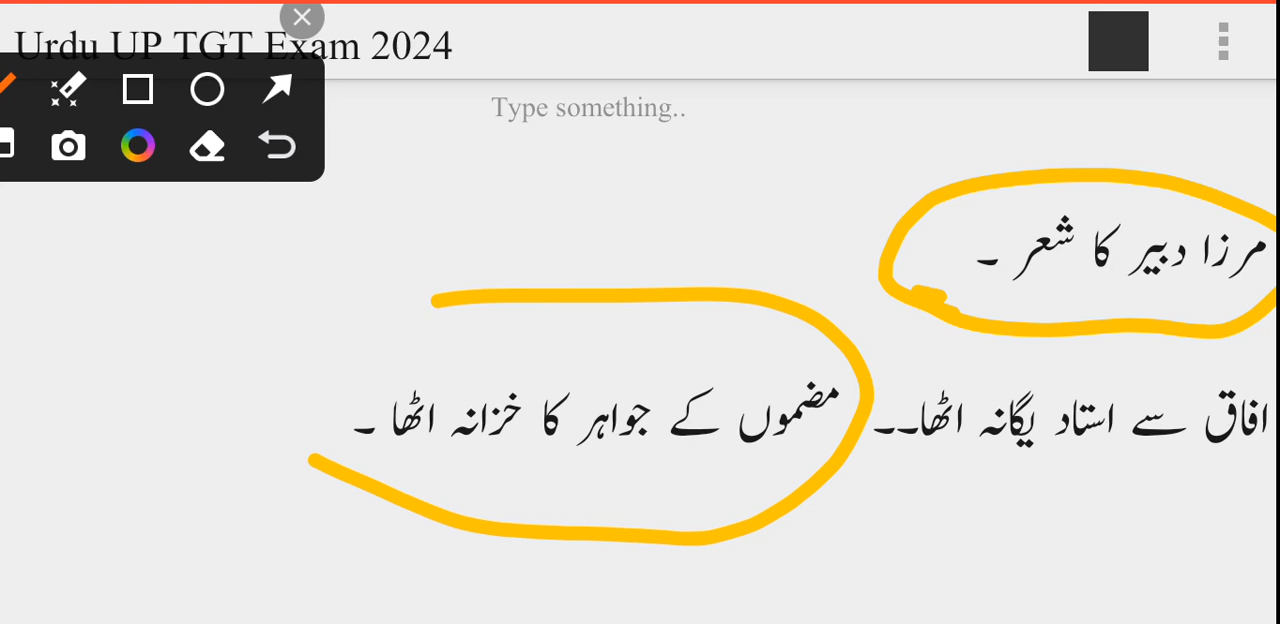 Urdu UP TGT Exam 2024
Type something..
مرزا دبیر کا شعر ۔
افاق سے استاد یگانہ اٹھا۔۔ مضموں کے جواہر کا خزانہ اٹھا ۔